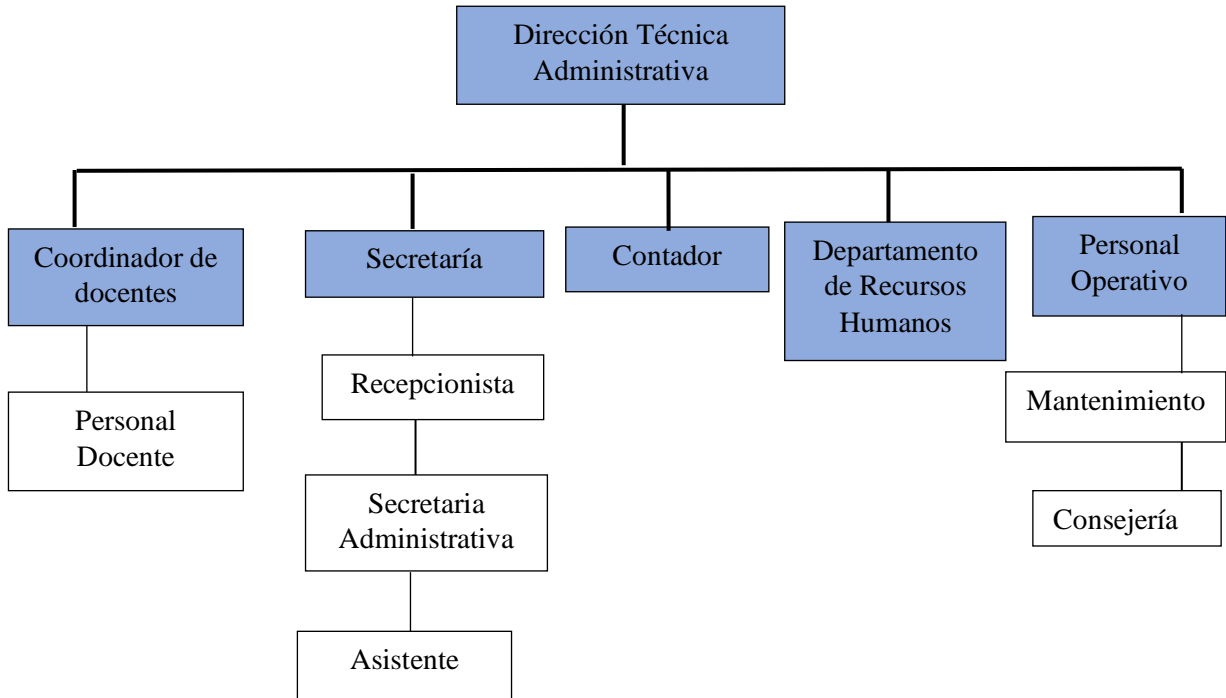 Dirección Técnica
Administrativa
Coordinador de
docentes
Secretaría
Contador
Departamento
de Recursos
Humanos
Personal
Operativo
Personal
Docente
Recepcionista
Secretaria
Administrativa
Asistente
Mantenimiento
Consejería